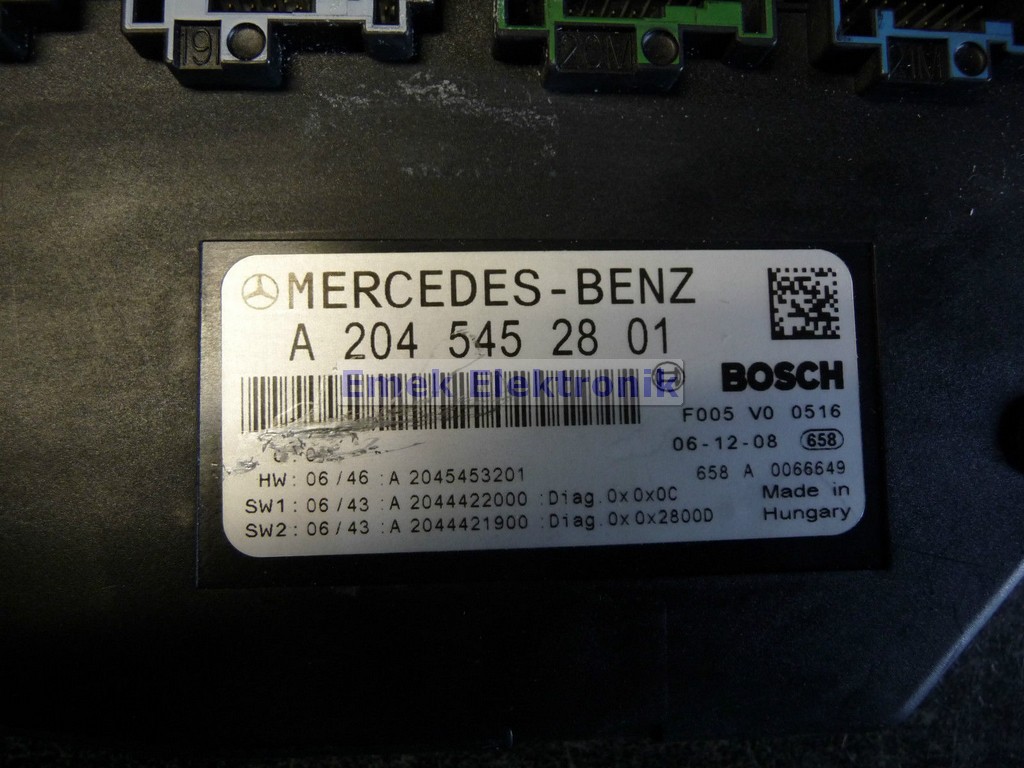 MERCEDES-BENZ
A 204 545 28 01
Emek Elektronik
BOSCH
F005 V0 0516
06-12-08 658
HW: 06/46 :A 2045453201
658 A 0066649
SW1: 06/43 :A 2044422000 :Diag.0x0x0C
Made in
SW2: 06/43 :A 2044421900 :Diag.0x0x2800D
Hungary